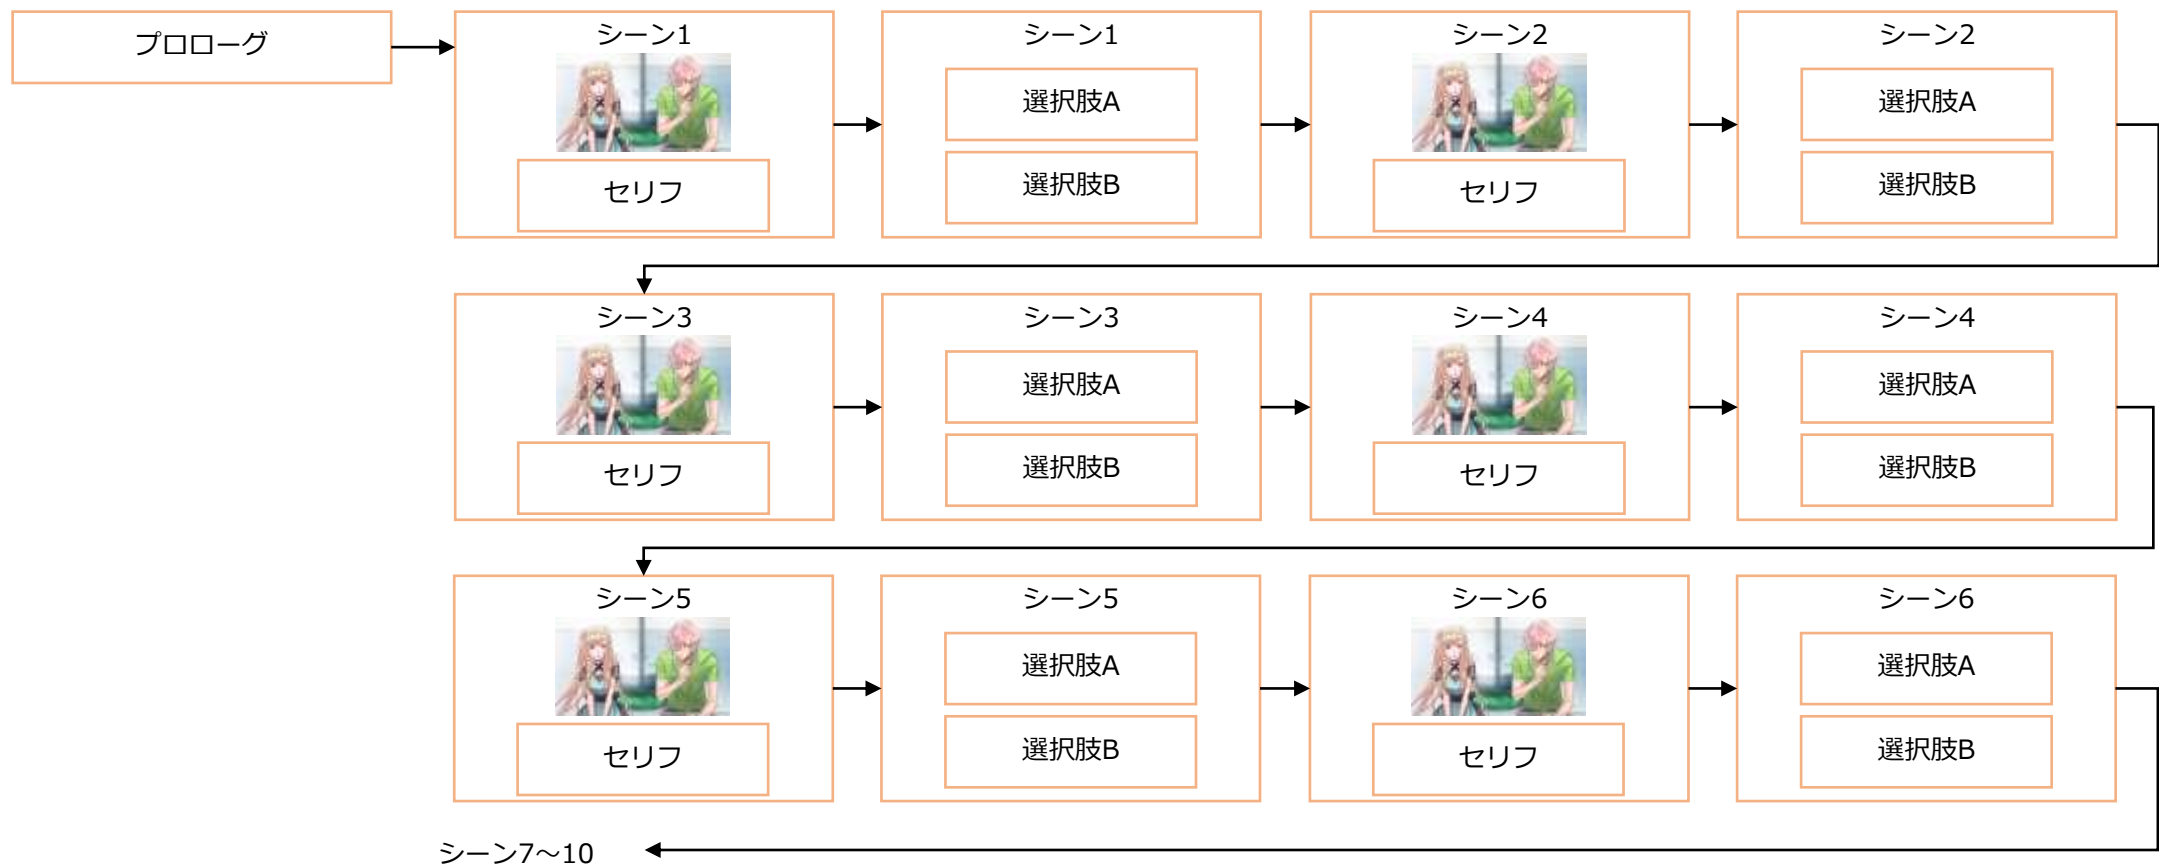 プロローグ
シーン1
セリフ
シーン1
選択肢A
選択肢B
シーン2
セリフ
シーン2
選択肢A
選択肢B
シーン3
セリフ
シーン3
選択肢A
選択肢B
シーン4
セリフ
シーン4
選択肢A
選択肢B
シーン5
セリフ
シーン5
選択肢A
選択肢B
シーン6
セリフ
シーン6
選択肢A
選択肢B
シーン7～10